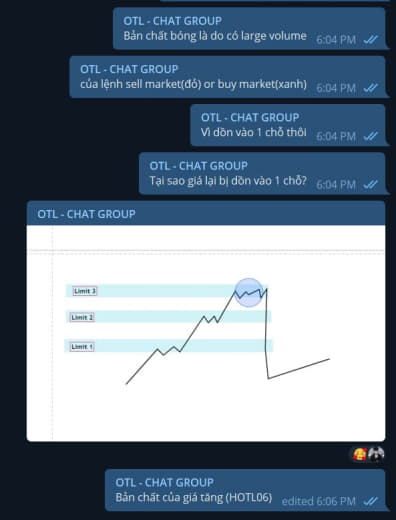 OTL - CHAT GROUP
Bản chất bóng là do có large volume 6:04 PM
OTL - CHAT GROUP
của lệnh sell market(đỏ) or buy market(xanh) 6:04 PM
OTL - CHAT GROUP
Vì dồn vào 1 chỗ thôi 6:04 PM
OTL - CHAT GROUP
Tại sao giá lại bị dồn vào 1 chỗ? 6:04 PM
OTL - CHAT GROUP
Limit 3
Limit 2
Limit 1
OTL - CHAT GROUP
Bản chất của giá tăng (HOTL06) edited 6:06 PM